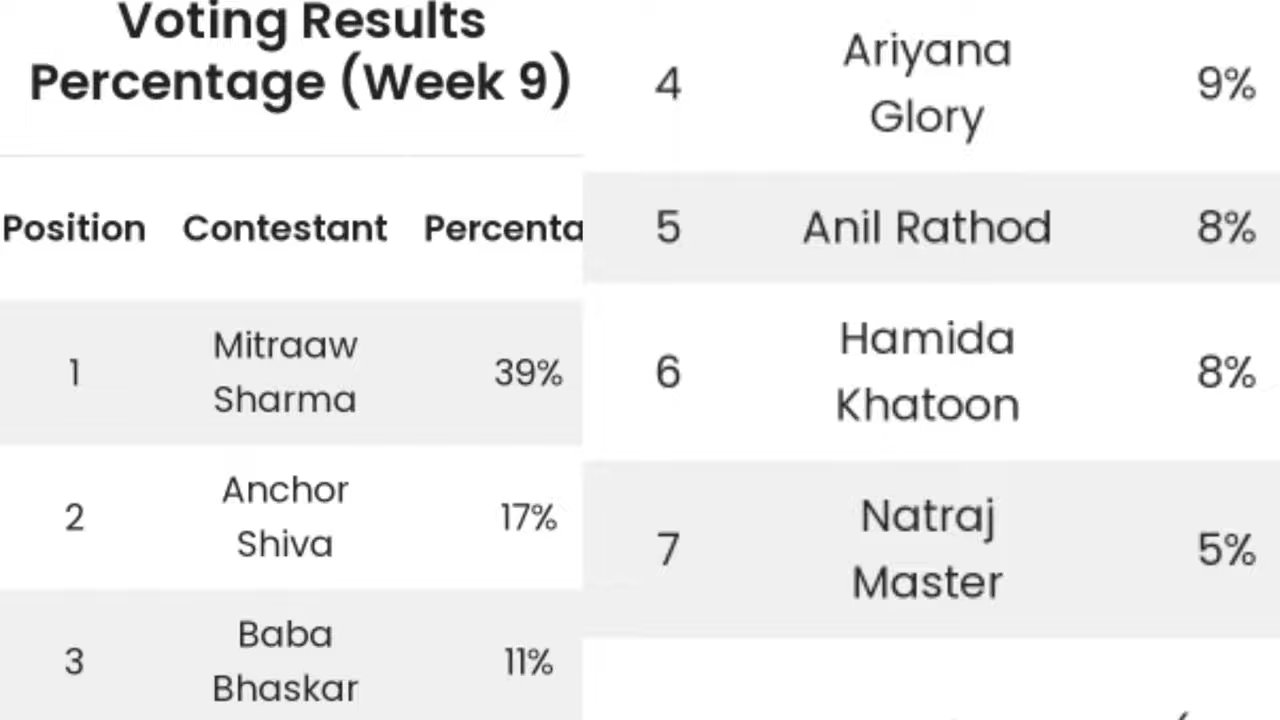 Voting Results
Percentage (Week 9)
Position Contestant Percenta
1 Mitraaw Sharma 39%
2 Anchor Shiva 17%
3 Baba Bhaskar 11%
4 Ariyana Glory 9%
5 Anil Rathod 8%
6 Hamida Khatoon 8%
7 Natraj Master 5%